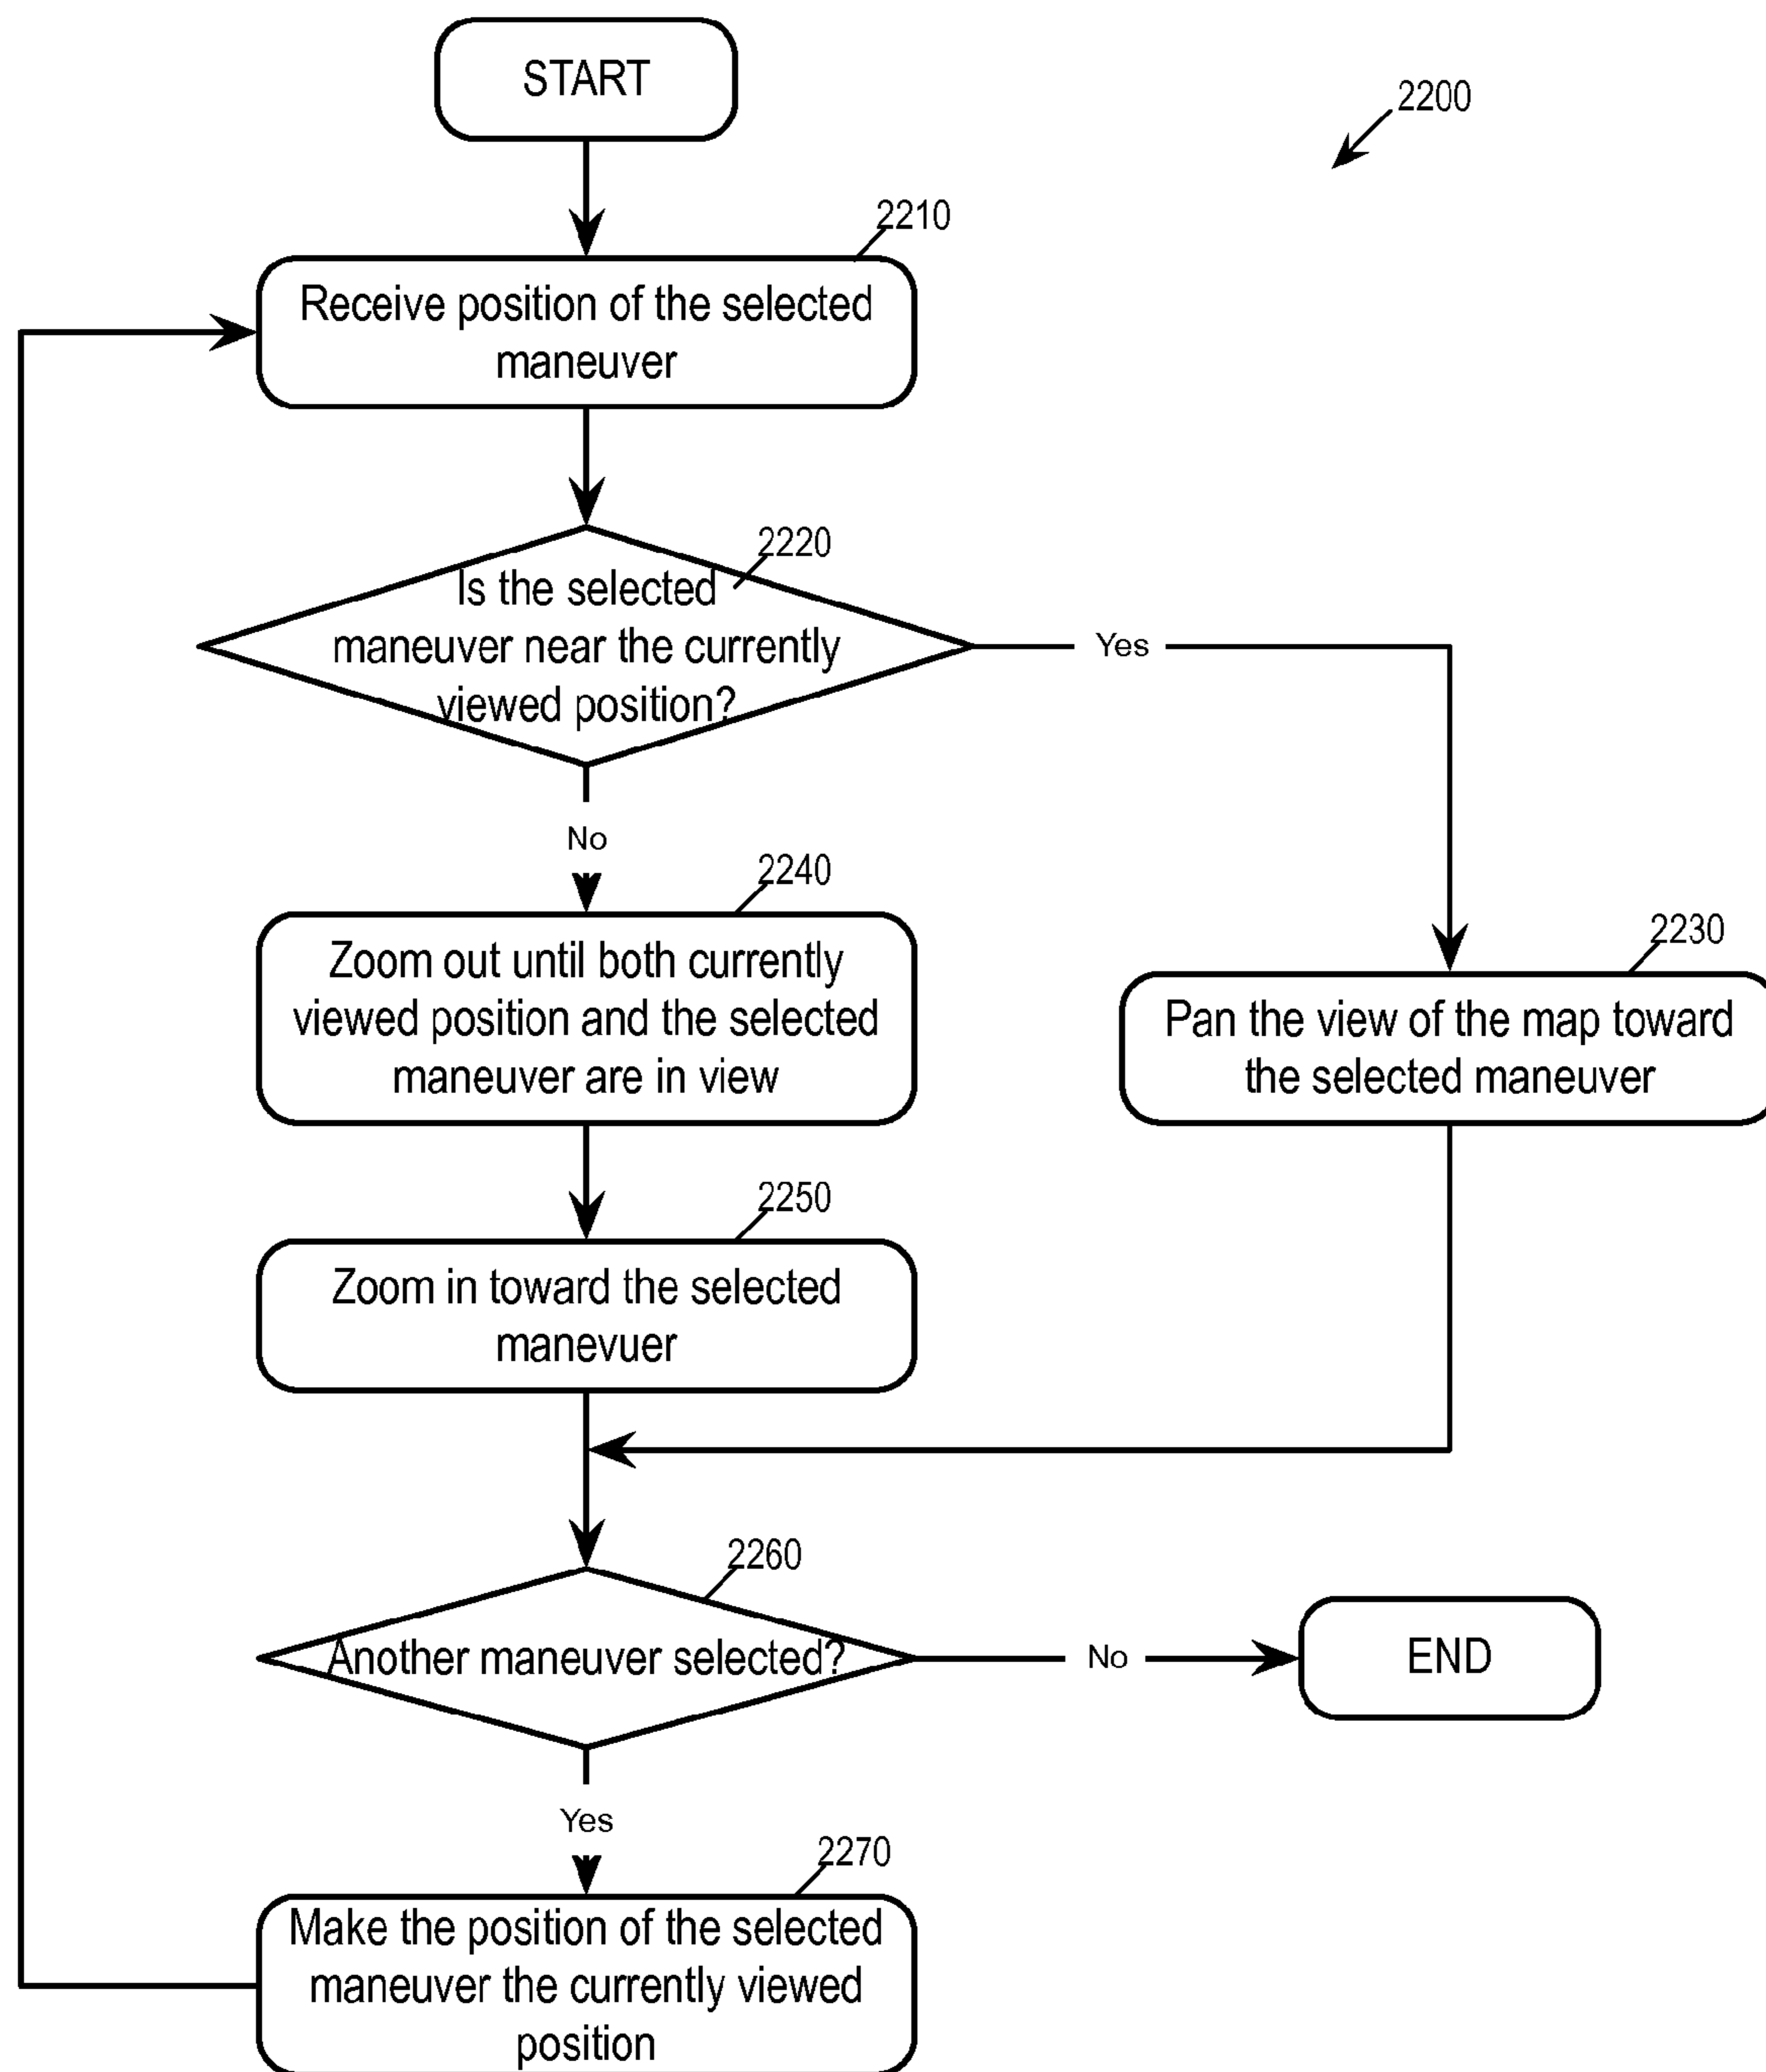 START
2200
2210
Receive position of the selected
maneuver
2220
Is the selected
maneuver near the currently
viewed position?
Yes
No
2240
Zoom out until both currently
viewed position and the selected
maneuver are in view
2230
Pan the view of the map toward
the selected maneuver
2250
Zoom in toward the selected
manevuer
2260
Another maneuver selected?
No
END
Yes
2270
Make the position of the selected
maneuver the currently viewed
position